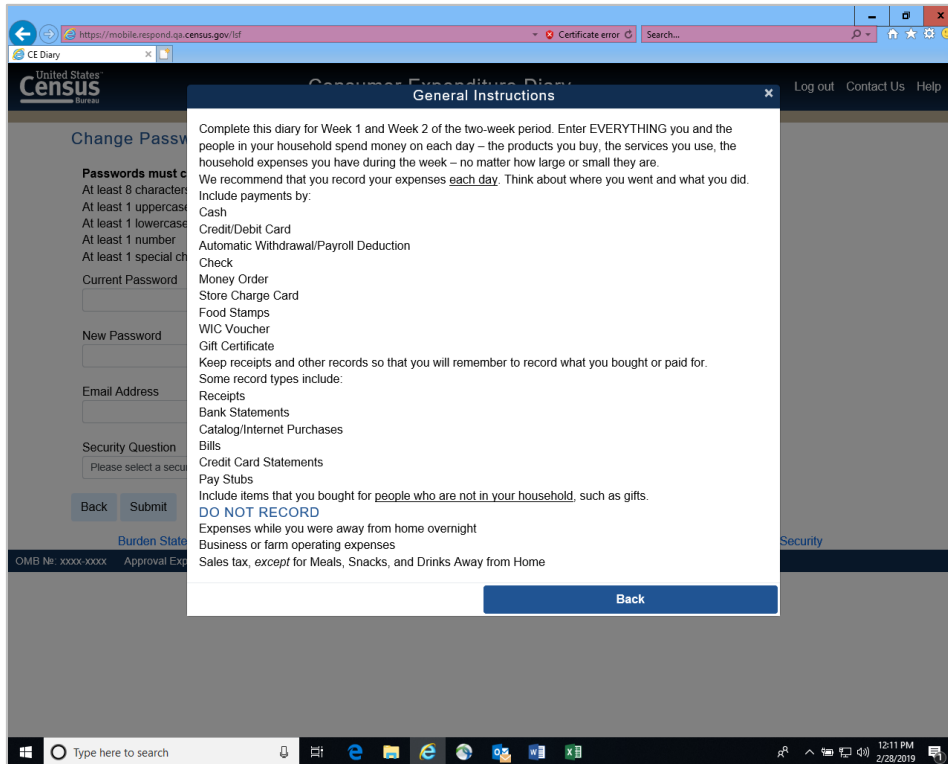 https://mobile.respond.qa.census.gov/lsf
Certificate error
Search...
CE Diary
United States
Census
Bureau
Consumer Expenditure Diary
Log out Contact Us Help
General Instructions
Change Passw
Passwords must c
At least 8 characters
At least 1 uppercase
At least 1 lowercase
At least 1 number
At least 1 special ch
Current Password
New Password
Email Address
Security Question
Please select a secu
Back Submit
Burden State
Security
OMB №: xxxx-xxxx Approval Exp
Complete this diary for Week 1 and Week 2 of the two-week period. Enter EVERYTHING you and the
people in your household spend money on each day – the products you buy, the services you use, the
household expenses you have during the week – no matter how large or small they are.
We recommend that you record your expenses each day. Think about where you went and what you did.
Include payments by:
Cash
Credit/Debit Card
Automatic Withdrawal/Payroll Deduction
Check
Money Order
Store Charge Card
Food Stamps
WIC Voucher
Gift Certificate
Keep receipts and other records so that you will remember to record what you bought or paid for.
Some record types include:
Receipts
Bank Statements
Catalog/Internet Purchases
Bills
Credit Card Statements
Pay Stubs
Include items that you bought for people who are not in your household, such as gifts.
DO NOT RECORD
Expenses while you were away from home overnight
Business or farm operating expenses
Sales tax, except for Meals, Snacks, and Drinks Away from Home
Back
Type here to search
12:11 PM
2/28/2019